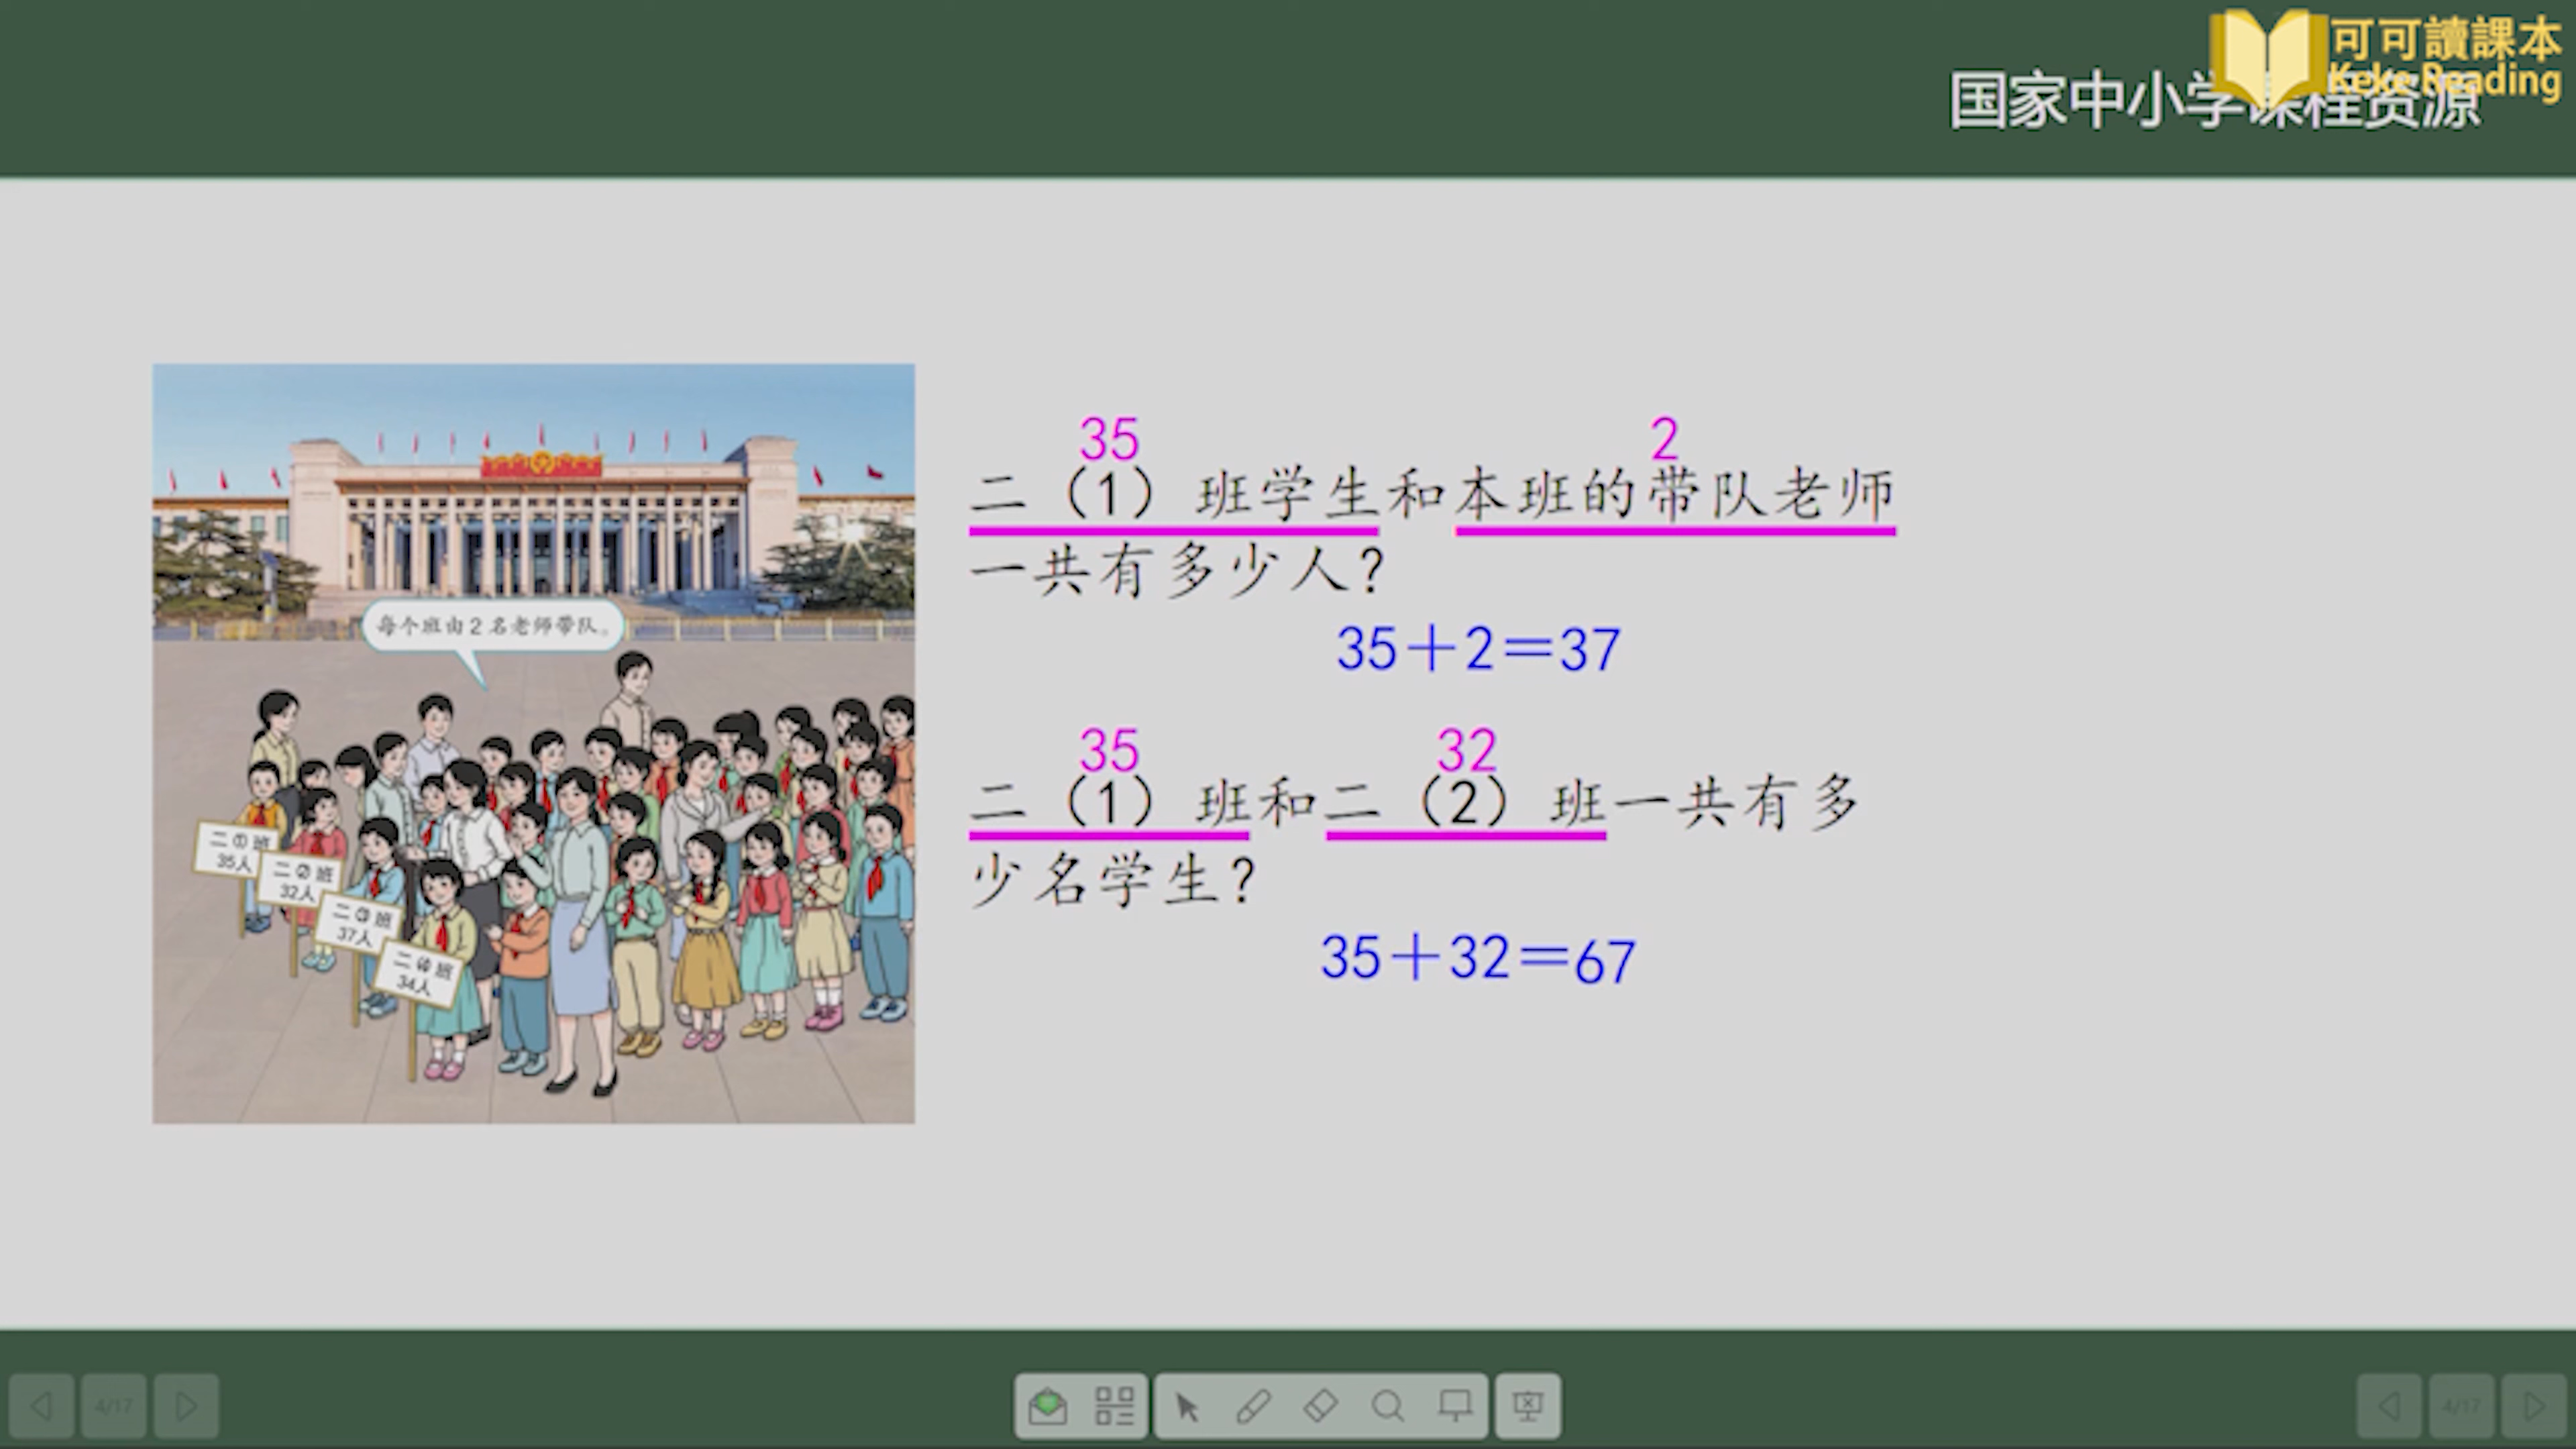 可可讀課本
Keke Reading
国家中小学课程资源
35
2
二（1）班学生和本班的带队老师
一共有多少人？
35＋2＝37
35
32
二（1）班和二（2）班一共有多
少名学生？
35＋32＝67
每个班由2名老师带队。
二①班
35人
二②班
32人
二③班
37人
二④班
34人
4/17
4/17